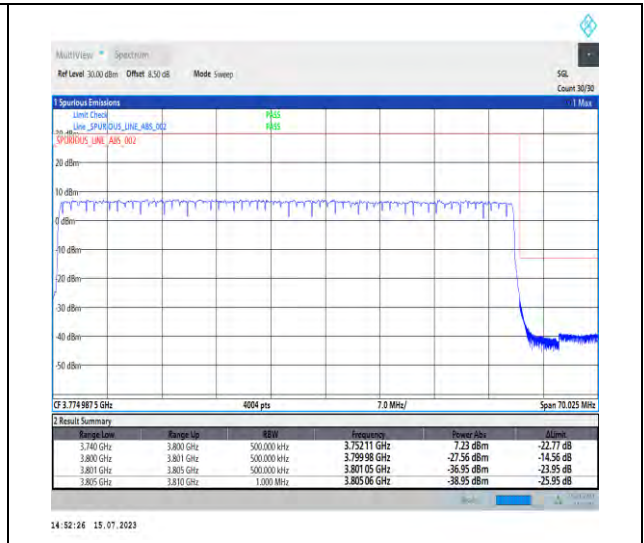 MultiView Spectrum
Ref Level 30.00 dBm Offset 8.50 dB Mode Sweep SGL
Count 30/30
1 Spurious Emissions 1 Max
Limit Check PASS
Line _SPURIOUS_LINE_ABS_002 PASS
_SPURIOUS_LINE_ABS_002
20 dBm
10 dBm
0 dBm
-10 dBm
-20 dBm
-30 dBm
-40 dBm
-50 dBm
CF 3.774 987 5 GHz 4004 pts 7.0 MHz/ Span 70.025 MHz
2 Result Summary
Range Low Range Up RBW Frequency Power Abs ΔLimit
3.740 GHz 3.800 GHz 500.000 kHz 3.752 11 GHz 7.23 dBm -22.77 dB
3.800 GHz 3.801 GHz 500.000 kHz 3.799 98 GHz -27.56 dBm -14.56 dB
3.801 GHz 3.805 GHz 500.000 kHz 3.801 05 GHz -36.95 dBm -23.95 dB
3.805 GHz 3.810 GHz 1.000 MHz 3.805 06 GHz -38.95 dBm -25.95 dB
14:52:26 15.07.2023